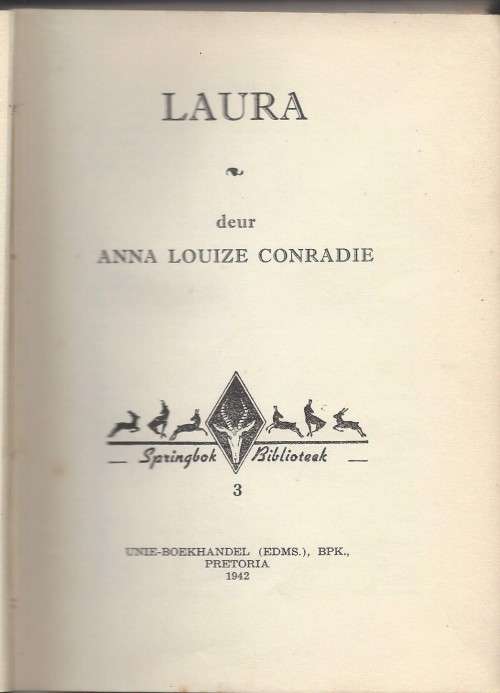 LAURA
deur
ANNA LOUIZE CONRADIE
Springbok Biblioteek
3
UNIE-BOEKHANDEL (EDMS.), BPK.,
PRETORIA
1942